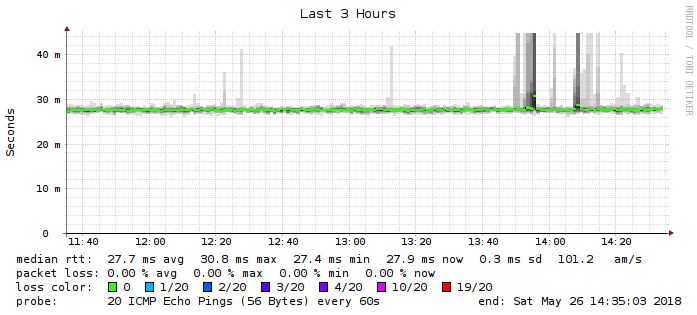 Last 3 Hours
RRDTOOL / TOBI OETIKER
Seconds
40 m
30 m
20 m
10 m
0
11:40 12:00 12:20 12:40 13:00 13:20 13:40 14:00 14:20
median rtt: 27.7 ms avg 30.8 ms max 27.4 ms min 27.9 ms now 0.3 ms sd 101.2 am/s
packet loss: 0.00 % avg 0.00 % max 0.00 % min 0.00 % now
loss color: 0 1/20 2/20 3/20 4/20 10/20 19/20
probe: 20 ICMP Echo Pings (56 Bytes) every 60s end: Sat May 26 14:35:03 2018